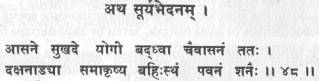 अथ सूर्यभेदनम् ।
आसने सुखदे योगी बद्ध्वा चैवासनं ततः ।
दक्षनाड्या समाकृष्य बहिःस्थं पवनं शनैः ॥ ४८ ॥